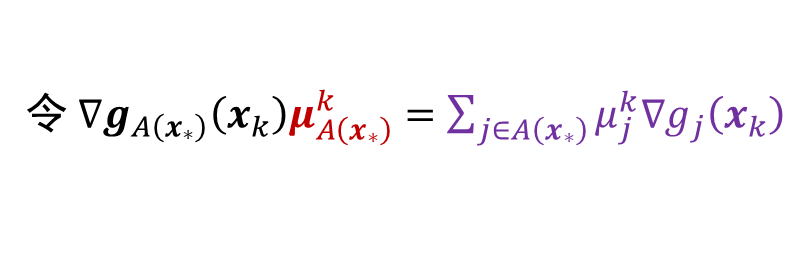 令 ∇𝒈_{A(𝒙_*)}(𝒙_k)𝝁^k_{A(𝒙_*)} = ∑_{j∈A(𝒙_*)} μ^k_j ∇g_j(𝒙_k)